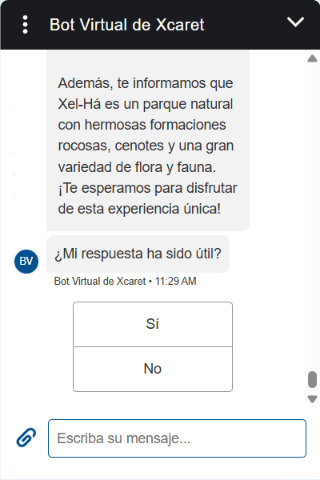 Bot Virtual de Xcaret
Además, te informamos que
Xel-Há es un parque natural
con hermosas formaciones
rocosas, cenotes y una gran
variedad de flora y fauna.
¡Te esperamos para disfrutar
de esta experiencia única!
BV
¿Mi respuesta ha sido útil?
Bot Virtual de Xcaret • 11:29 AM
Sí
No
Escriba su mensaje...